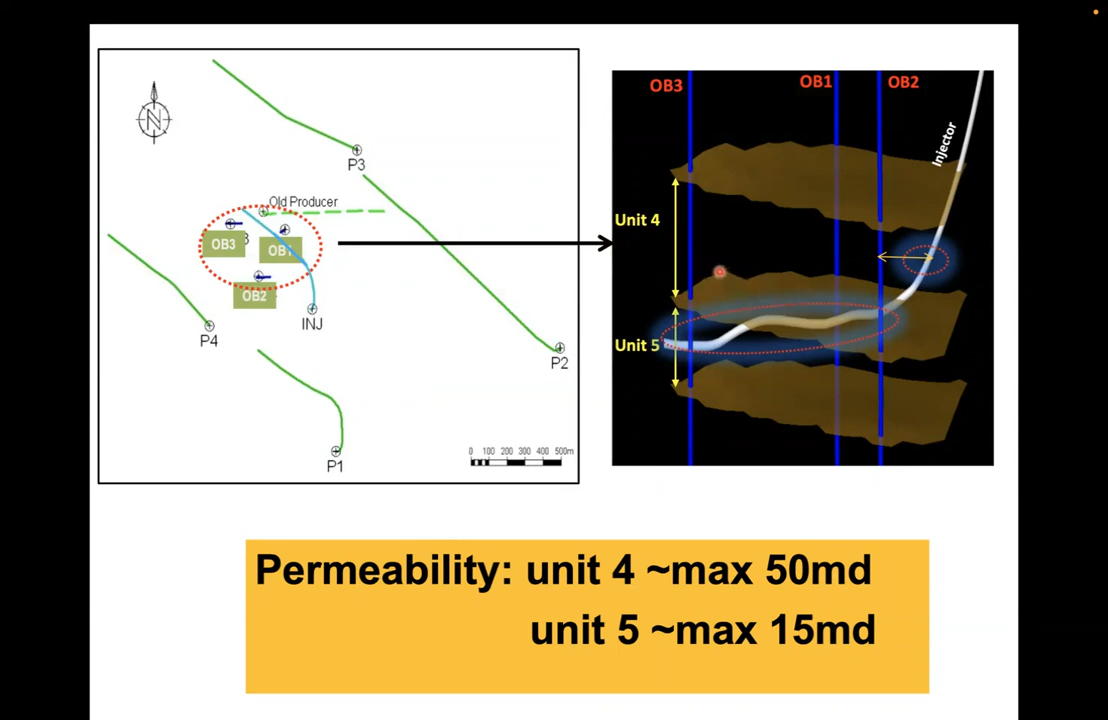 N
P3
Old Producer
OB3
3
OB1
OB2
INJ
P4
P2
P1
0 100 200 300 400 500m
OB3
OB1
OB2
Injector
Unit 4
Unit 5
Permeability: unit 4 ~max 50md
unit 5 ~max 15md